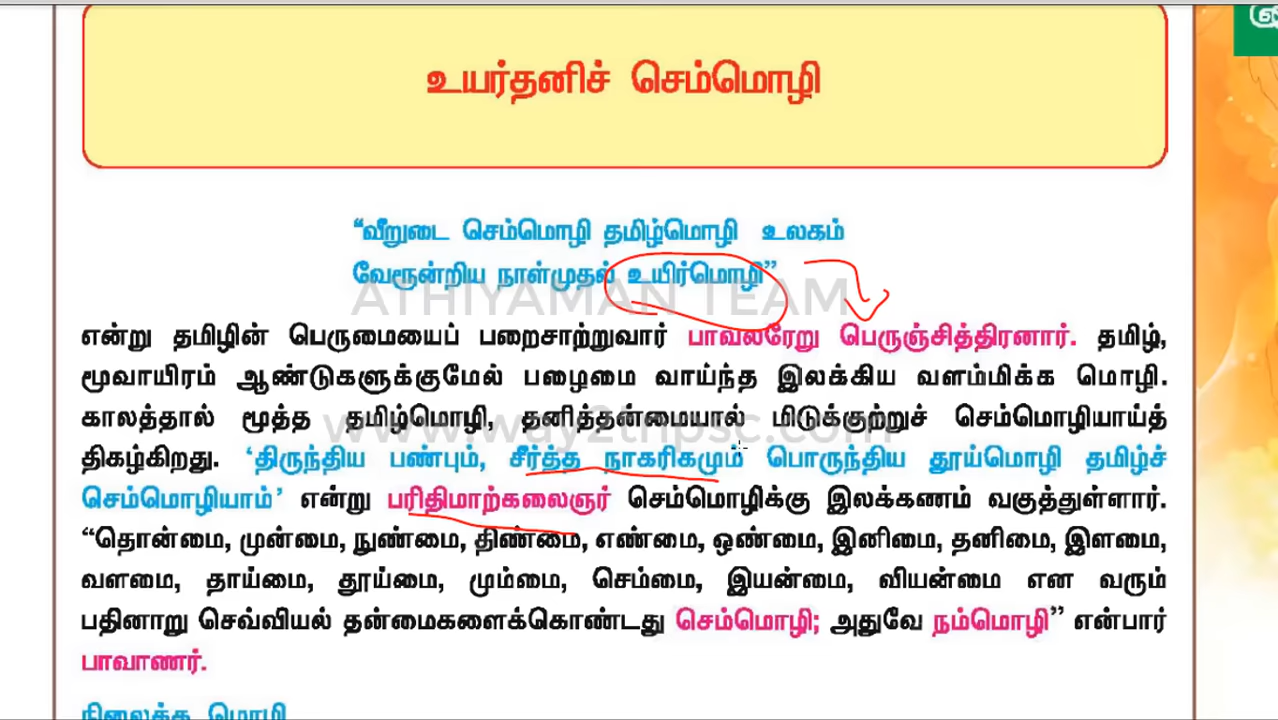 உயர்தனிச் செம்மொழி
“வீறுடை செம்மொழி தமிழ்மொழி உலகம்
வேரூன்றிய நாள்முதல் உயிர்மொழி”
ATHIYAMAN TEAM
என்று தமிழின் பெருமையைப் பறைசாற்றுவார் பாவலரேறு பெருஞ்சித்திரனார். தமிழ்,
மூவாயிரம் ஆண்டுகளுக்குமேல் பழைமை வாய்ந்த இலக்கிய வளம்மிக்க மொழி.
காலத்தால் மூத்த தமிழ்மொழி, தனித்தன்மையால் மிடுக்குற்றுச் செம்மொழியாய்த்
www.way2tnpsc.com
திகழ்கிறது. ‘திருந்திய பண்பும், சீர்த்த நாகரிகமும் பொருந்திய தூய்மொழி தமிழ்ச்
செம்மொழியாம்’ என்று பரிதிமாற்கலைஞர் செம்மொழிக்கு இலக்கணம் வகுத்துள்ளார்.
“தொன்மை, முன்மை, நுண்மை, திண்மை, எண்மை, ஒண்மை, இனிமை, தனிமை, இளமை,
வளமை, தாய்மை, தூய்மை, மும்மை, செம்மை, இயன்மை, வியன்மை என வரும்
பதினாறு செவ்வியல் தன்மைகளைக்கொண்டது செம்மொழி; அதுவே நம்மொழி” என்பார்
பாவாணர்.
நிலைத்த மொழி